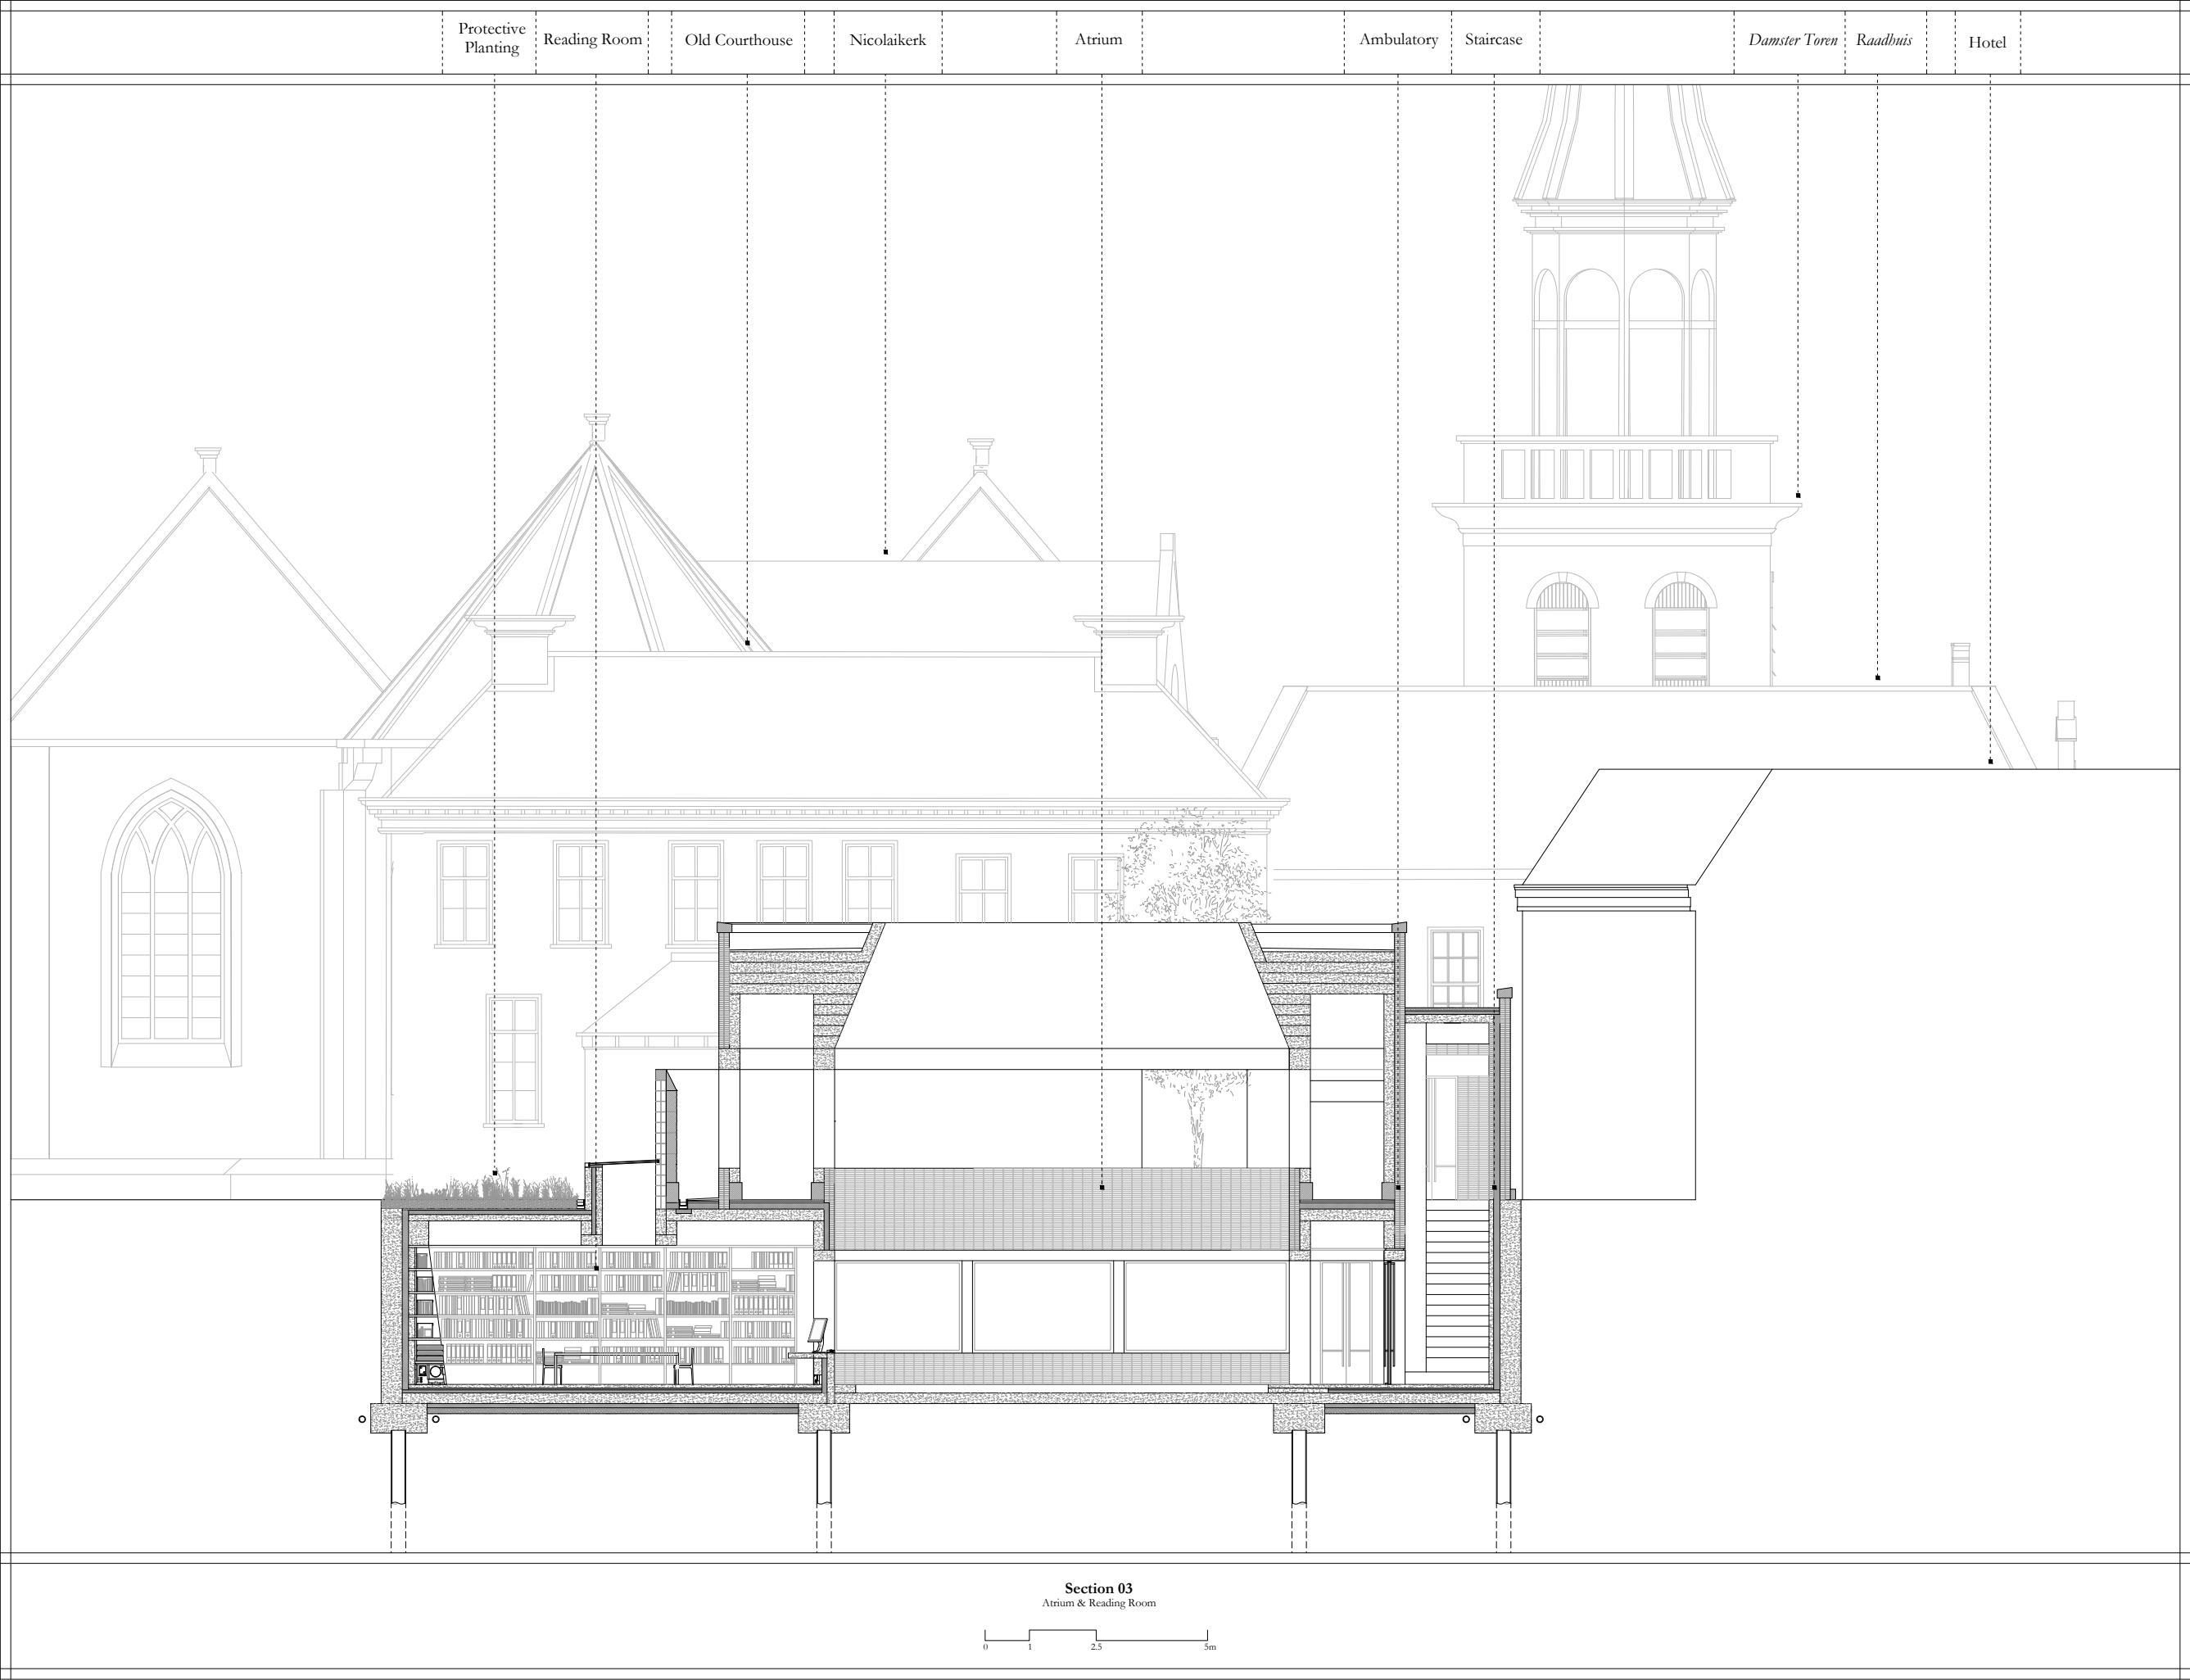 Protective
Planting
Reading Room
Old Courthouse
Nicolaikerk
Atrium
Ambulatory
Staircase
Damster Toren
Raadhuis
Hotel
Section 03
Atrium & Reading Room
0 1 2.5 5m